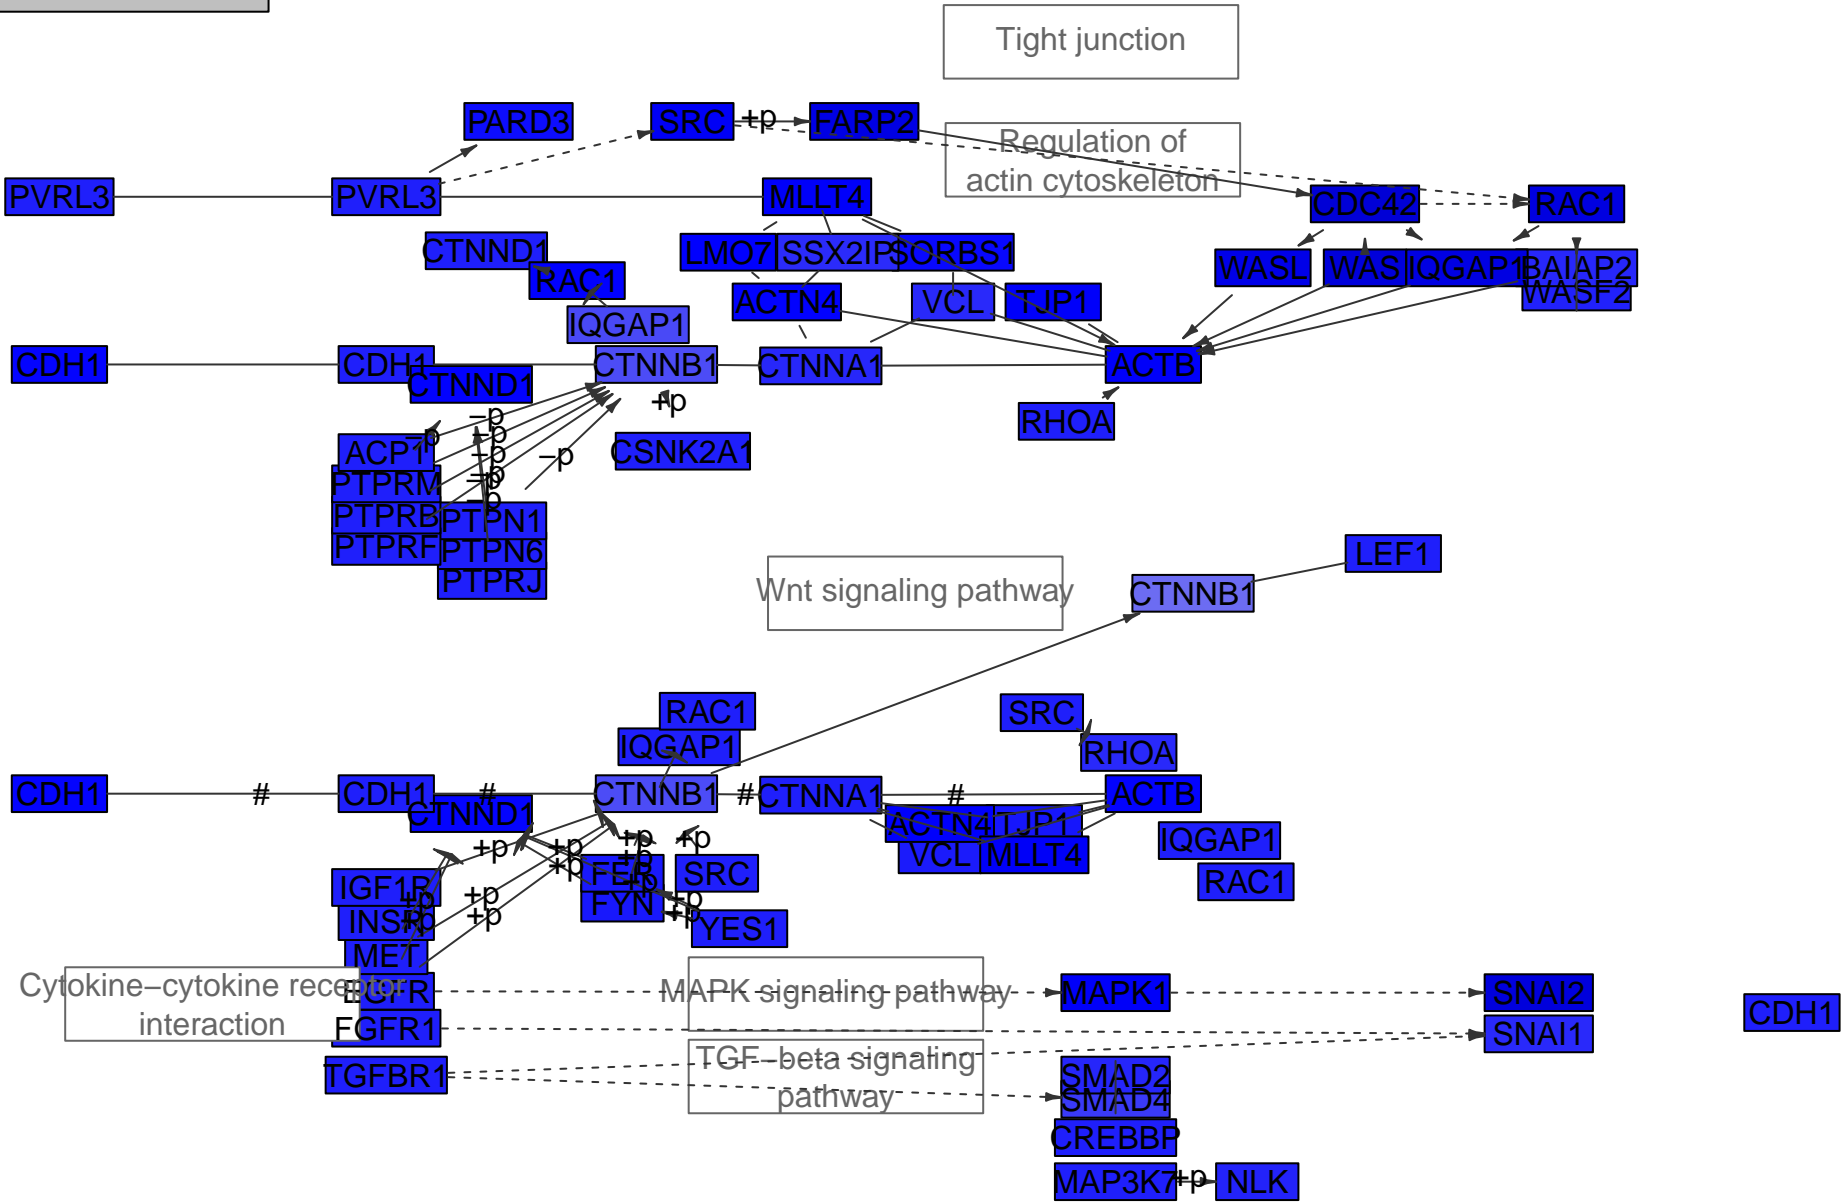 Tight junction
PARD3
SRC
+p
FARP2
Regulation of
actin cytoskeleton
PVRL3
PVRL3
MLLT4
CDC42
RAC1
CTNND1
LMO7
SSX2IP
SORBS1
RAC1
WASL
WAS
IQGAP1
BAIAP2
WASF2
ACTN4
VCL
TJP1
IQGAP1
CDH1
CDH1
CTNNB1
CTNNA1
ACTB
CTNND1
+p
RHOA
−p
−p
−p
−p
−p
−p
−p
−p
ACP1
CSNK2A1
PTPRM
PTPRB
PTPN1
PTPRF
PTPN6
PTPRJ
LEF1
Wnt signaling pathway
CTNNB1
RAC1
SRC
IQGAP1
RHOA
CDH1
#
CDH1
#
CTNNB1
#
CTNNA1
#
ACTB
CTNND1
ACTN4
TJP1
+p
+p
+p
+p
IQGAP1
VCL
MLLT4
+p
+p
FER
SRC
RAC1
IGF1R
+p
+p
+p
FYN
+p
+p
INSR
+p
+p
YES1
MET
Cytokine−cytokine receptor
interaction
EGFR
MAPK signaling pathway
MAPK1
SNAI2
CDH1
FGFR1
SNAI1
TGF−beta signaling
pathway
TGFBR1
SMAD2
SMAD4
CREBBP
MAP3K7
+p
NLK